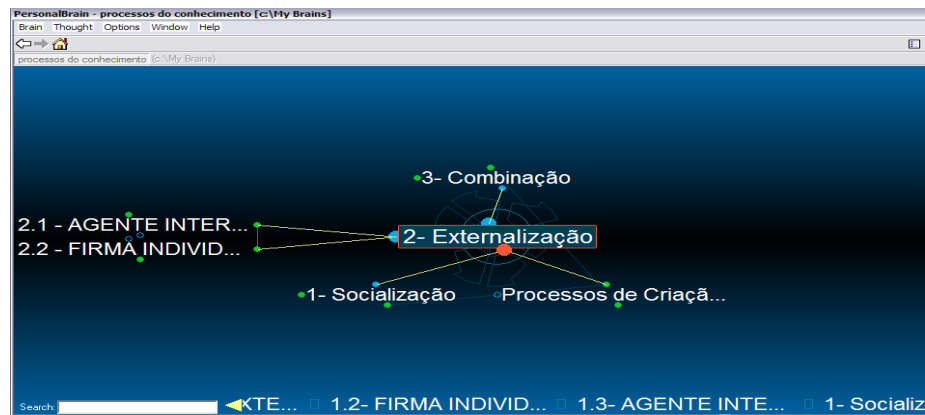 PersonalBrain - processos do conhecimento [c:\My Brains]
Brain Thought Options Window Help
processos do conhecimento (c:\My Brains)
3- Combinação
2.1 - AGENTE INTER...
2.2 - FIRMA INDIVID...
2- Externalização
1- Socialização
Processos de Criaçã...
Search:
XTE... 1.2- FIRMA INDIVID... 1.3- AGENTE INTE... 1- Socializ